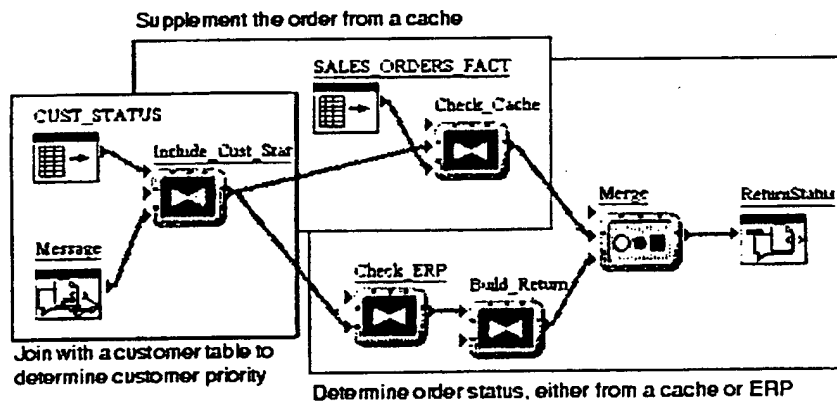 Supplement the order from a cache
SALES_ORDERS_FACT
Check_Cache
CUST_STATUS
Include_Cust_Star
Merge
ReturnStatus
Message
Check_ERP
Build_Return
Join with a customer table to
determine customer priority
Determine order status, either from a cache or ERP